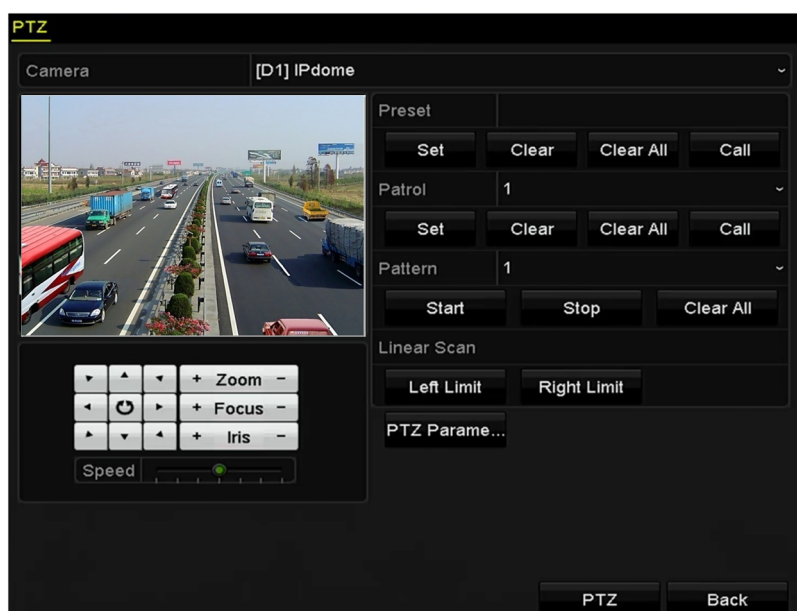 PTZ
Camera [D1] IPdome
Preset
Set Clear Clear All Call
Patrol 1
Set Clear Clear All Call
Pattern 1
Start Stop Clear All
Linear Scan
Left Limit Right Limit
PTZ Parame...
+ Zoom -
+ Focus -
+ Iris -
Speed
PTZ Back